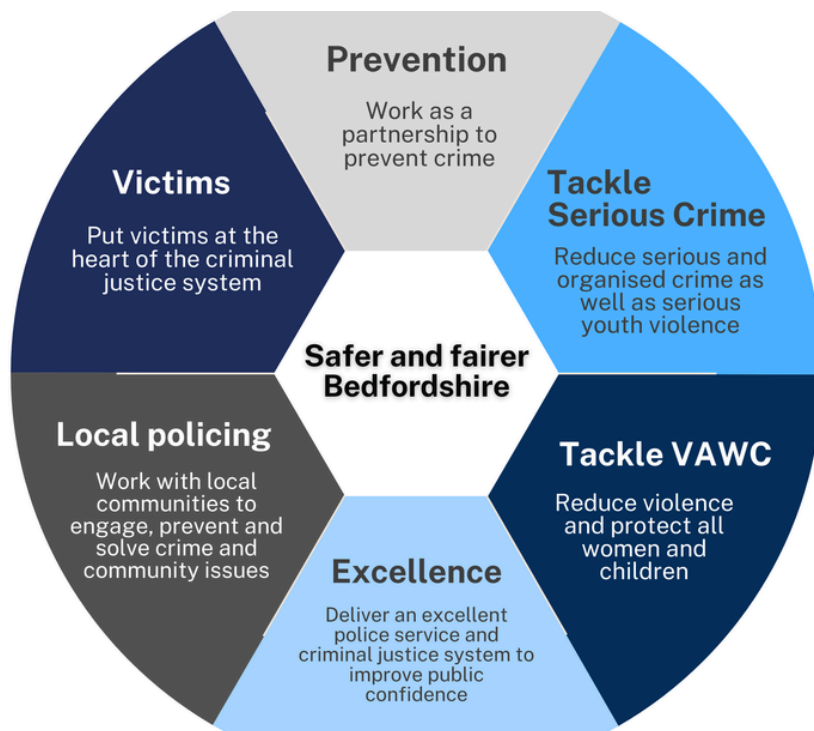 Prevention
Work as a
partnership to
prevent crime
Tackle
Serious Crime
Reduce serious and
organised crime as
well as serious
youth violence
Tackle VAWC
Reduce violence
and protect all
women and
children
Excellence
Deliver an excellent
police service and
criminal justice system to
improve public
confidence
Local policing
Work with local
communities to
engage, prevent and
solve crime and
community issues
Victims
Put victims at the
heart of the criminal
justice system
Safer and fairer
Bedfordshire